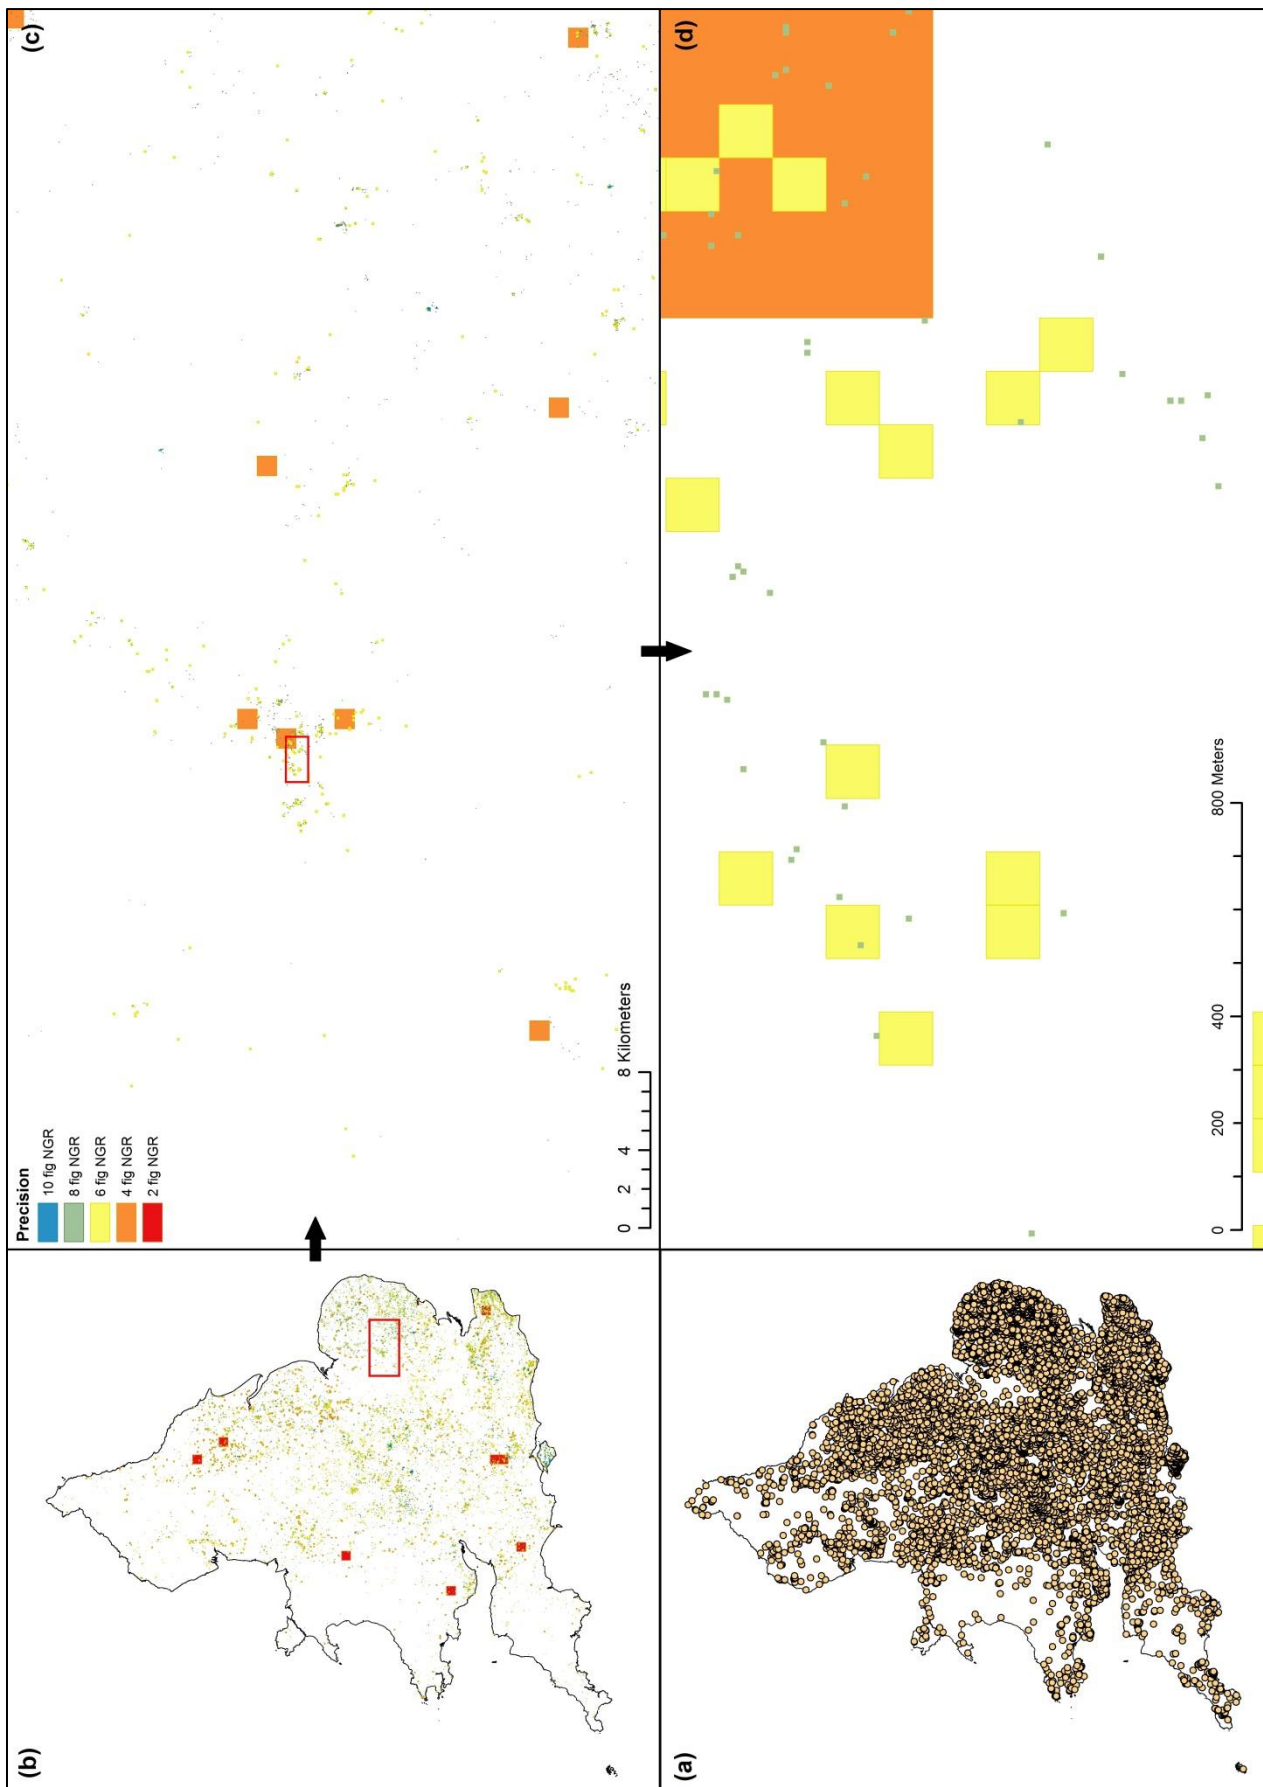 (a)
(b)
(c)
Precision
10 fig NGR
8 fig NGR
6 fig NGR
4 fig NGR
2 fig NGR
0 2 4 8 Kilometers
(d)
0 200 400 800 Meters